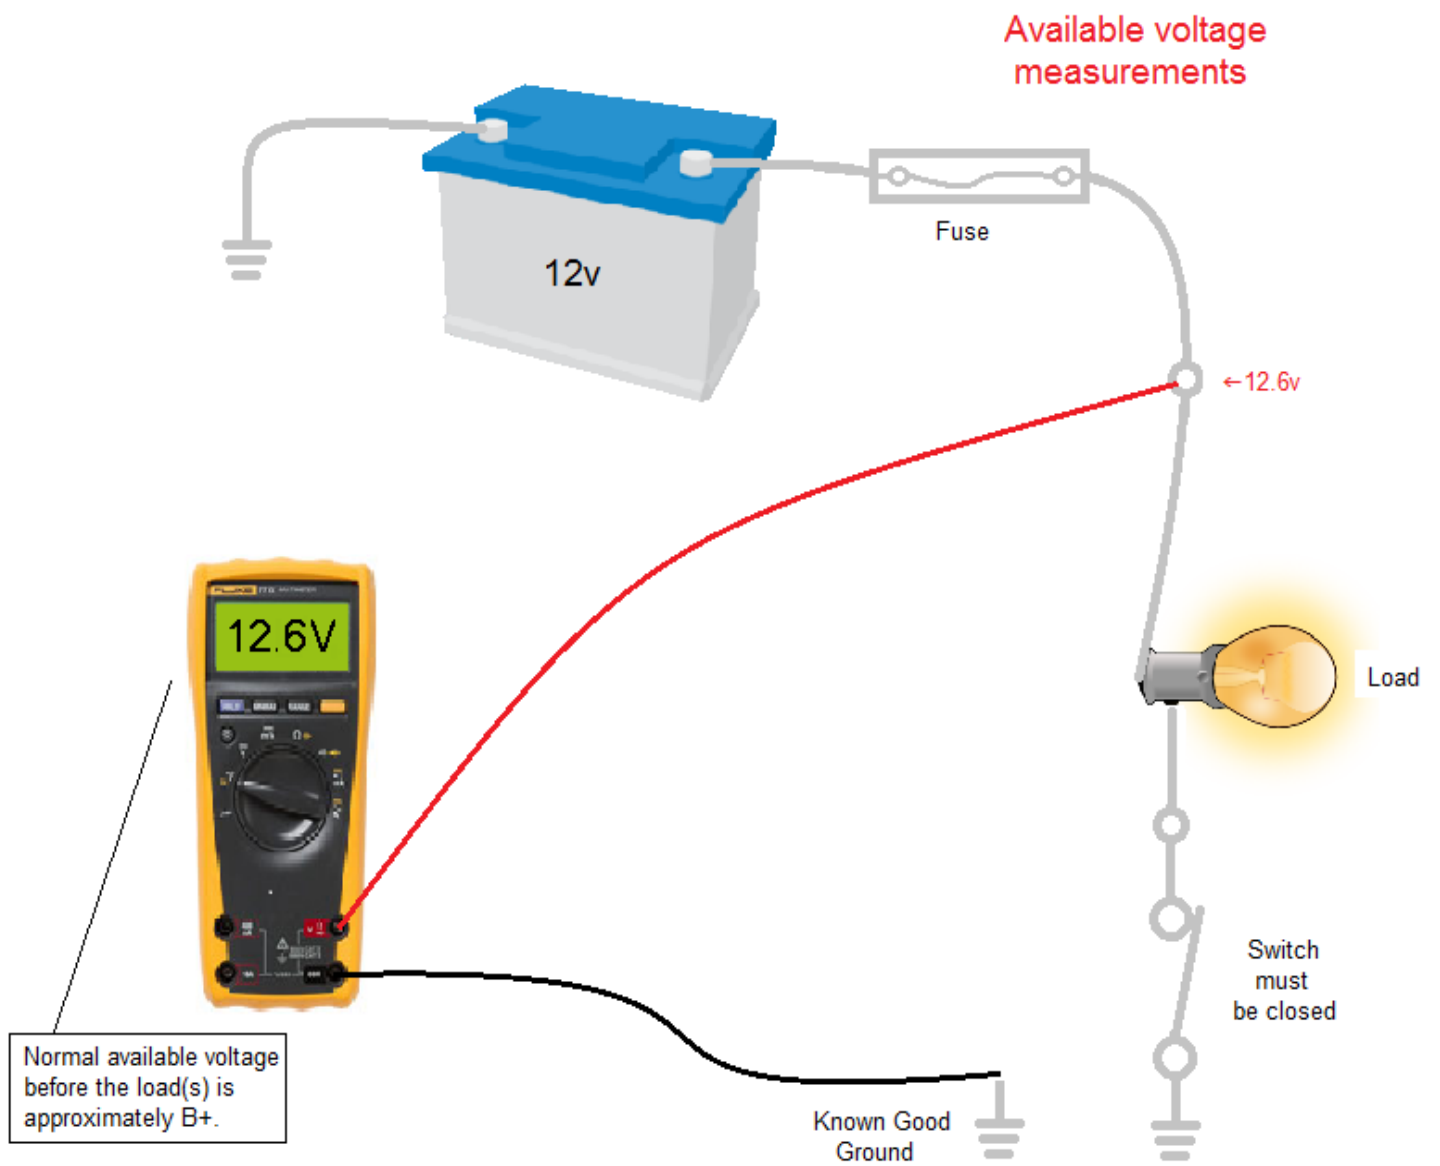 Available voltage
measurements
12v
Fuse
←12.6v
FLUKE
12.6V
Load
Switch
must
be closed
Normal available voltage
before the load(s) is
approximately B+.
Known Good
Ground